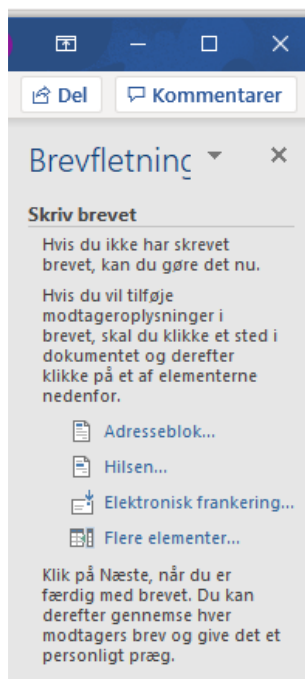 Del Kommentarer
Brevfletning
Skriv brevet
Hvis du ikke har skrevet
brevet, kan du gøre det nu.
Hvis du vil tilføje
modtageroplysninger i
brevet, skal du klikke et sted i
dokumentet og derefter
klikke på et af elementerne
nedenfor.
Adresseblok...
Hilsen...
Elektronisk frankering...
Flere elementer...
Klik på Næste, når du er
færdig med brevet. Du kan
derefter gennemse hver
modtagers brev og give det et
personligt præg.